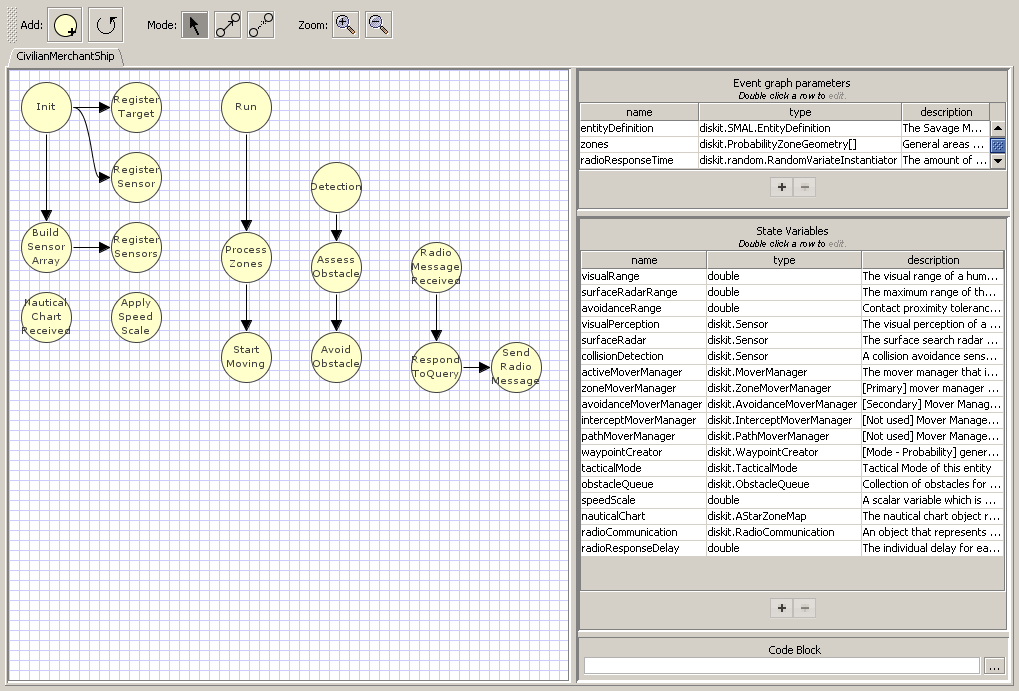 Add:
Mode:
Zoom:
CivilianMerchantShip
Init
Register
Target
Register
Sensor
Build
Sensor
Array
Register
Sensors
Nautical
Chart
Received
Apply
Speed
Scale
Run
Process
Zones
Start
Moving
Detection
Assess
Obstacle
Avoid
Obstacle
Radio
Message
Received
Respond
ToQuery
Send
Radio
Message
Event graph parameters
Double click a row to edit.
name type description
entityDefinition diskit.SMAL.EntityDefinition The Savage M...
zones diskit.ProbabilityZoneGeometry[] General areas ...
radioResponseTime diskit.random.RandomVariateInstantiator The amount of ...
+ −
State Variables
Double click a row to edit.
name type description
visualRange double The visual range of a hum...
surfaceRadarRange double The maximum range of th...
avoidanceRange double Contact proximity toleranc...
visualPerception diskit.Sensor The visual perception of a ...
surfaceRadar diskit.Sensor The surface search radar ...
collisionDetection diskit.Sensor A collision avoidance sens...
activeMoverManager diskit.MoverManager The mover manager that i...
zoneMoverManager diskit.ZoneMoverManager [Primary] mover manager ...
avoidanceMoverManager diskit.AvoidanceMoverManager [Secondary] Mover Manag...
interceptMoverManager diskit.InterceptMoverManager [Not used] Mover Manage...
pathMoverManager diskit.PathMoverManager [Not used] Mover Manage...
waypointCreator diskit.WaypointCreator [Mode - Probability] gener...
tacticalMode diskit.TacticalMode Tactical Mode of this entity
obstacleQueue diskit.ObstacleQueue Collection of obstacles for ...
speedScale double A scalar variable which is ...
nauticalChart diskit.AStarZoneMap The nautical chart object r...
radioCommunication diskit.RadioCommunication An object that represents ...
radioResponseDelay double The individual delay for ea...
+ −
Code Block
...